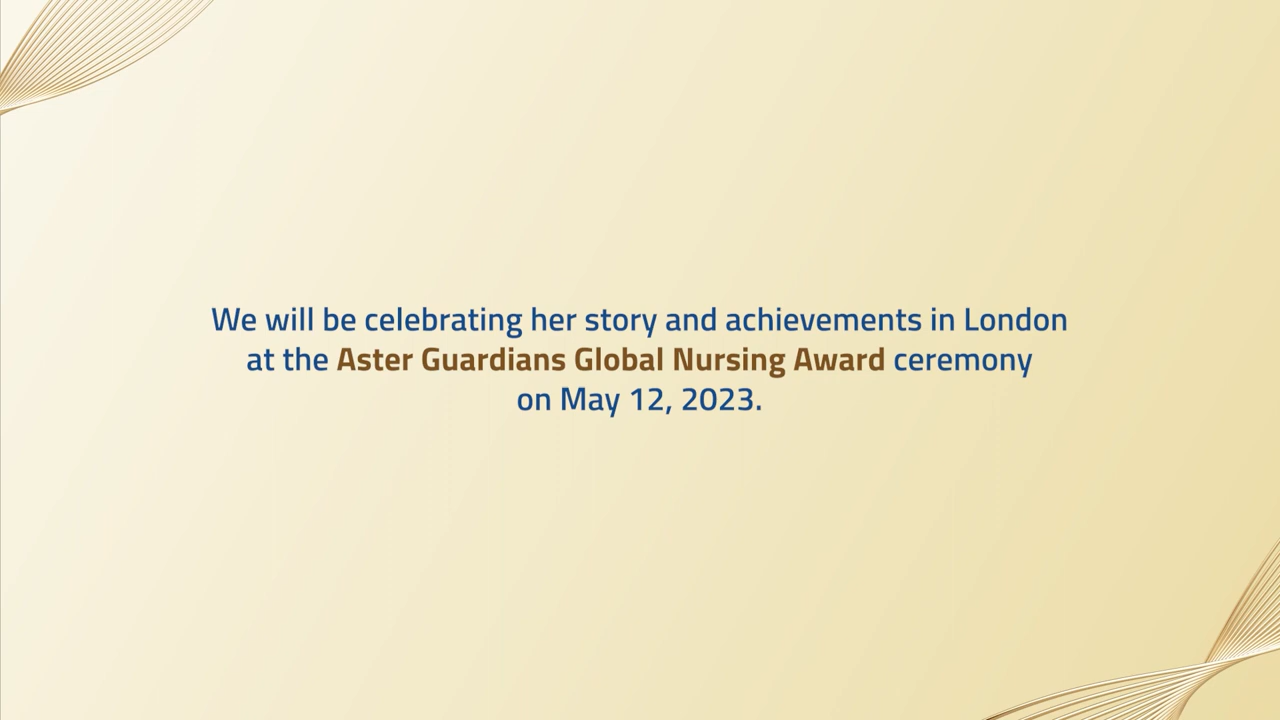 We will be celebrating her story and achievements in London
at the Aster Guardians Global Nursing Award ceremony
on May 12, 2023.